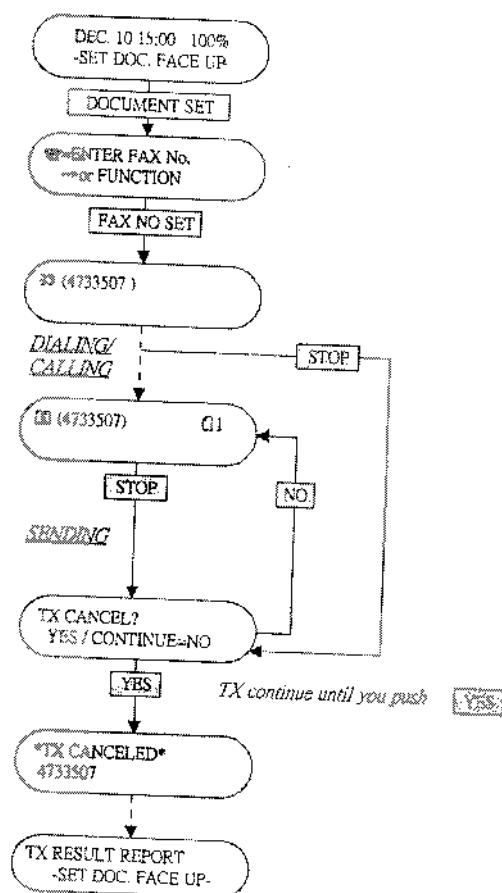 DEC. 10 15:00 100%
-SET DOC. FACE UP-
DOCUMENT SET
=ENTER FAX No.
or FUNCTION
FAX NO SET
(4733507 )
DIALING/
CALLING
STOP
(4733507) 1
STOP
NO
SENDING
TX CANCEL?
YES / CONTINUE=NO
YES
TX continue until you push YES
*TX CANCELED*
4733507
TX RESULT REPORT
-SET DOC. FACE UP-